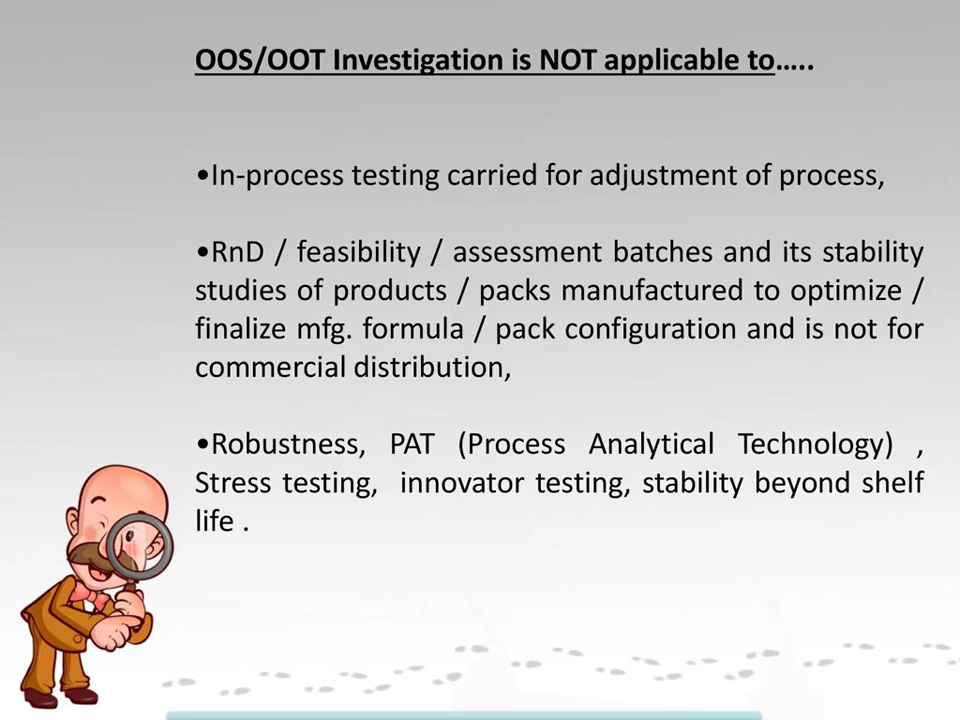 OOS/OOT Investigation is NOT applicable to…..
•In-process testing carried for adjustment of process,
•RnD / feasibility / assessment batches and its stability
studies of products / packs manufactured to optimize /
finalize mfg. formula / pack configuration and is not for
commercial distribution,
•Robustness, PAT (Process Analytical Technology) ,
Stress testing, innovator testing, stability beyond shelf
life .